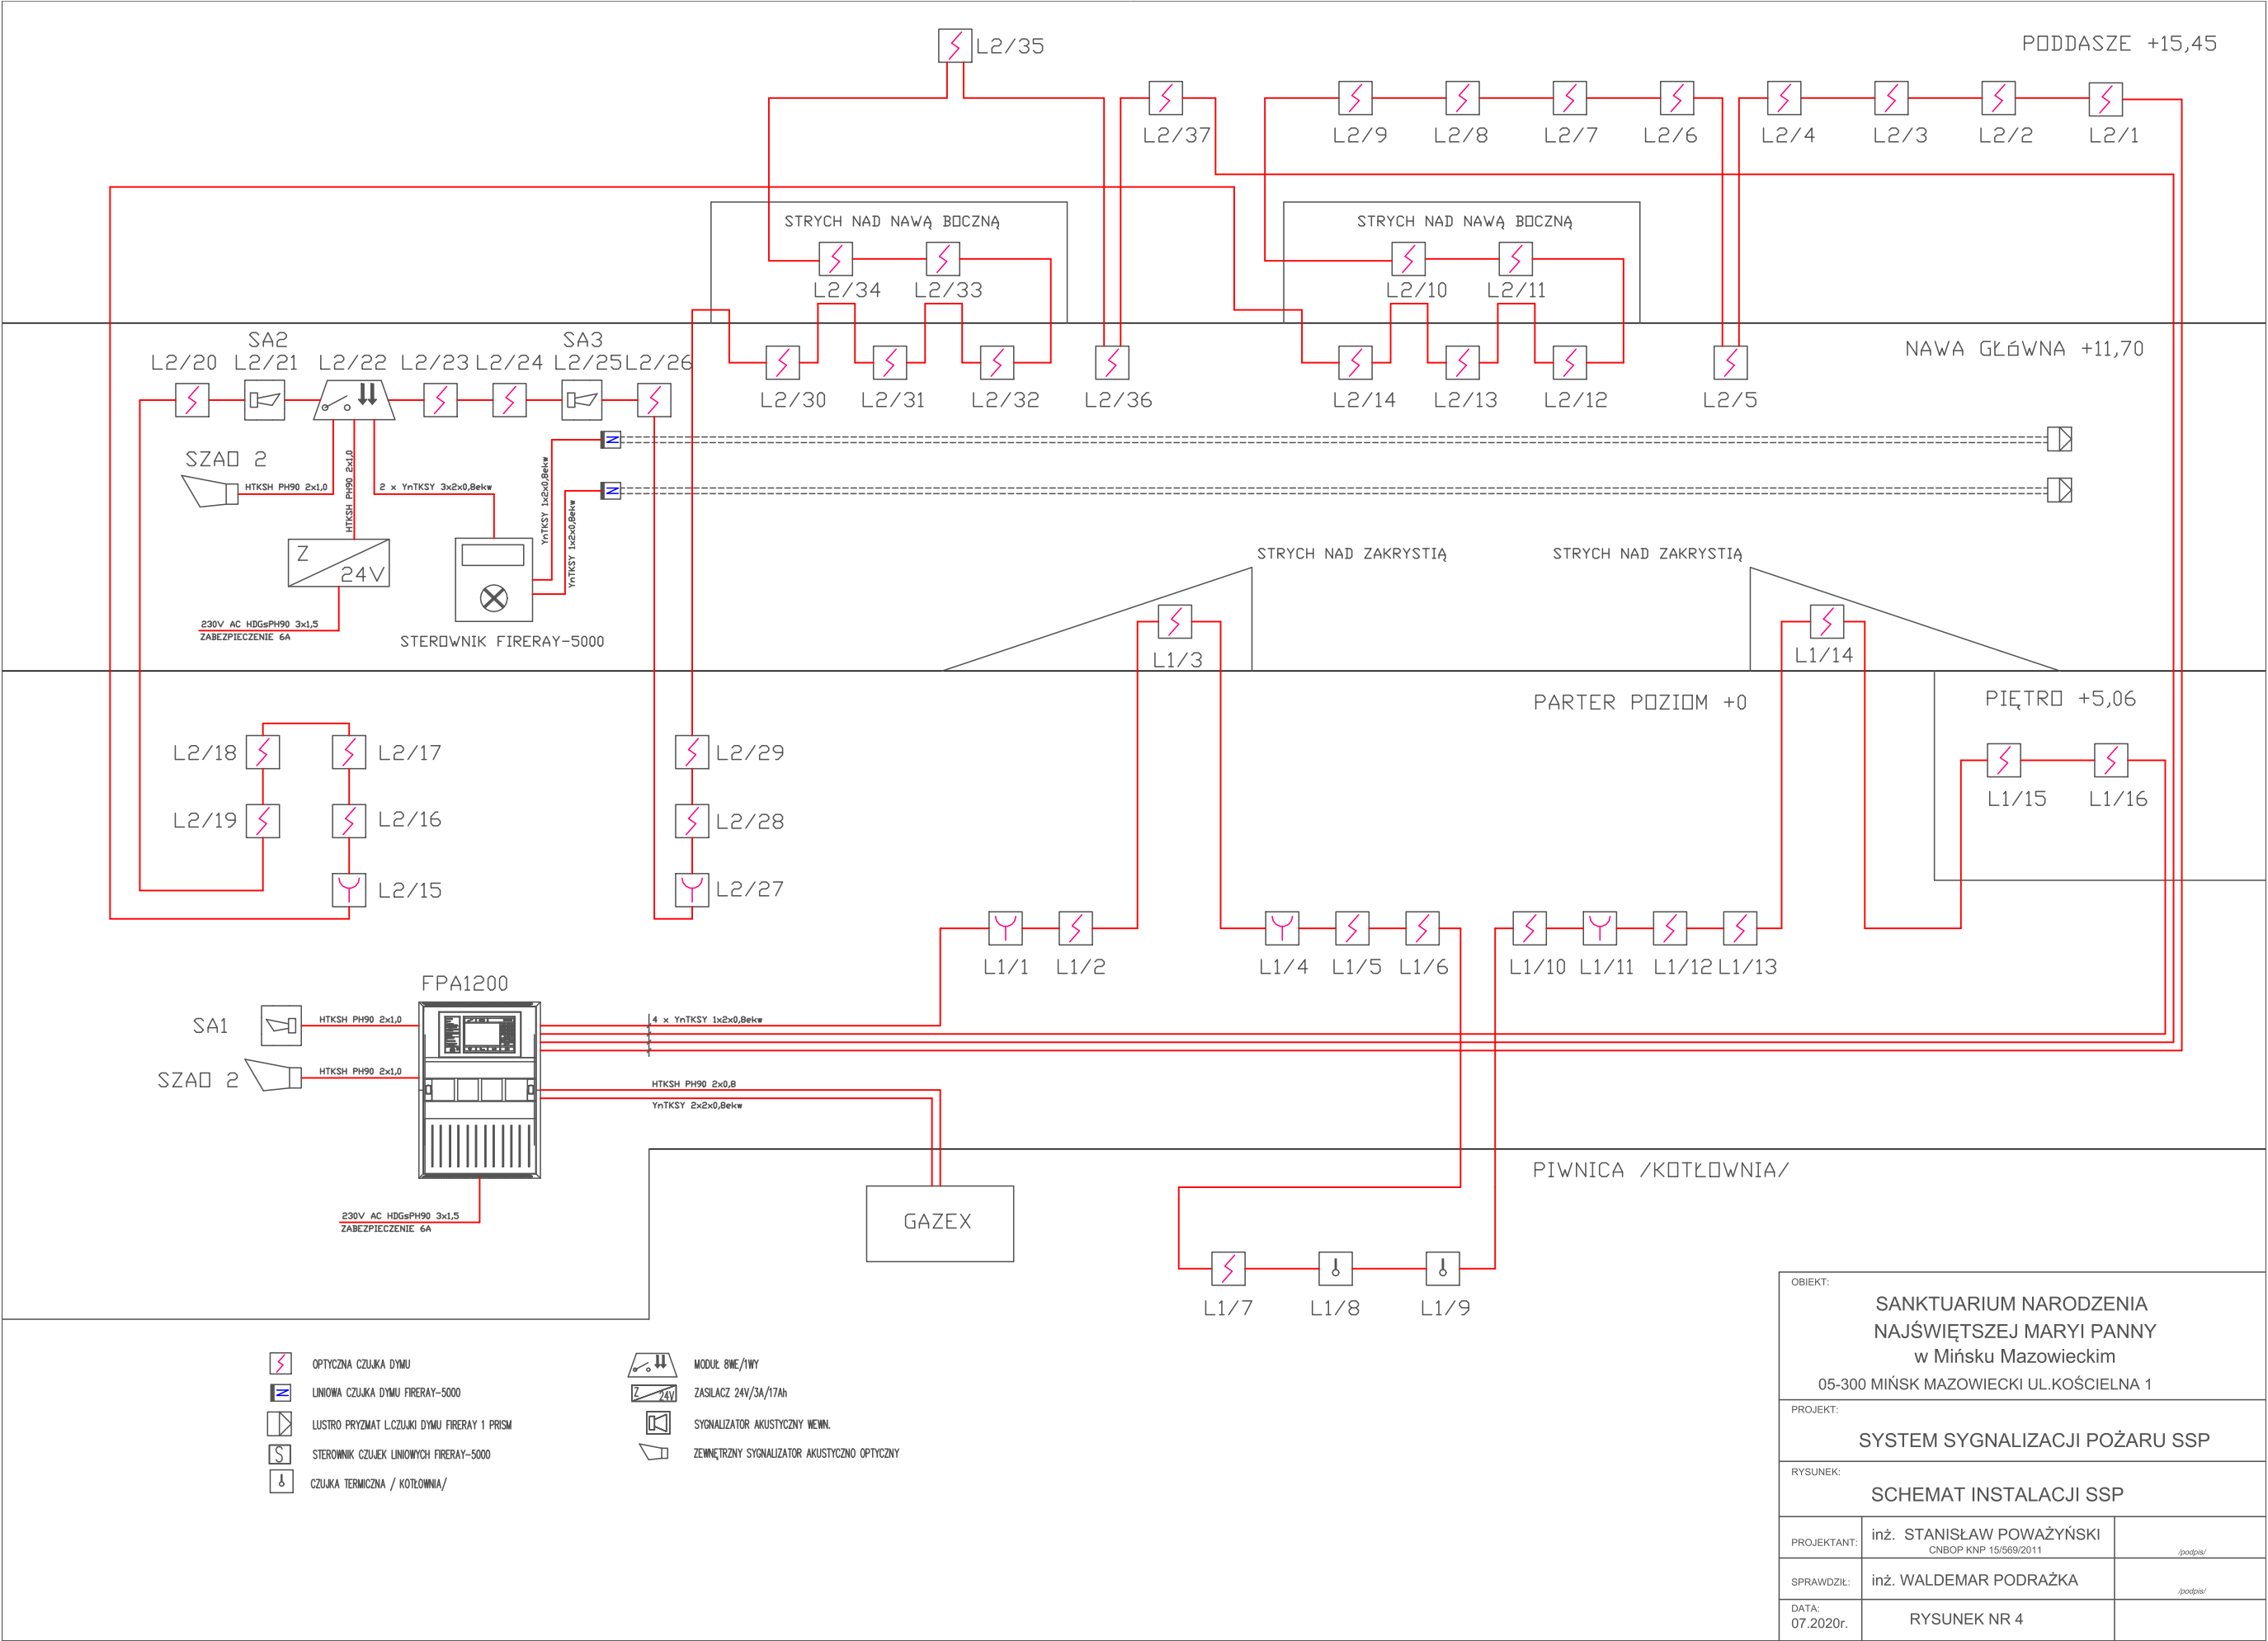 L2/35
PODDASZE +15,45
L2/37
L2/9
L2/8
L2/7
L2/6
L2/4
L2/3
L2/2
L2/1
STRYCH NAD NAWĄ BOCZNĄ
STRYCH NAD NAWĄ BOCZNĄ
L2/34
L2/33
L2/10
L2/11
SA2
SA3
L2/20
L2/21
L2/22
L2/23
L2/24
L2/25
L2/26
NAWA GŁóWNA +11,70
L2/30
L2/31
L2/32
L2/36
L2/14
L2/13
L2/12
L2/5
SZAO 2
HTKSH PH90 2x1,0
HTKSH PH90 2x1,0
2 x YnTKSY 3x2x0,8ekw
YnTKSY 1x2x0,8ekw
YnTKSY 1x2x0,8ekw
N
N
Z
24V
230V AC HDGsPH90 3x1,5
ZABEZPIECZENIE 6A
STEROWNIK FIRERAY-5000
STRYCH NAD ZAKRYSTIĄ
STRYCH NAD ZAKRYSTIĄ
L1/3
L1/14
PARTER POZIOM +0
PIĘTRO +5,06
L2/18
L2/17
L2/29
L1/15
L1/16
L2/19
L2/16
L2/28
L2/15
L2/27
L1/1
L1/2
L1/4
L1/5
L1/6
L1/10
L1/11
L1/12
L1/13
FPA1200
SA1
HTKSH PH90 2x1,0
4 x YnTKSY 1x2x0,8ekw
SZAO 2
HTKSH PH90 2x1,0
HTKSH PH90 2x0,8
YnTKSY 2x2x0,8ekw
PIWNICA /KOTŁOWNIA/
230V AC HDGsPH90 3x1,5
ZABEZPIECZENIE 6A
GAZEX
L1/7
L1/8
L1/9
OPTYCZNA CZUJKA DYMU
N
LINIOWA CZUJKA DYMU FIRERAY-5000
LUSTRO PRYZMAT L.CZUJKI DYMU FIRERAY 1 PRISM
S
STEROWNIK CZUJEK LINIOWYCH FIRERAY-5000
CZUJKA TERMICZNA / KOTŁOWNIA/
MODUŁ 8WE/1WY
Z
24V
ZASILACZ 24V/3A/17Ah
SYGNALIZATOR AKUSTYCZNY WEWN.
ZEWNĘTRZNY SYGNALIZATOR AKUSTYCZNO OPTYCZNY
OBIEKT:
SANKTUARIUM NARODZENIA
NAJŚWIĘTSZEJ MARYI PANNY
w Mińsku Mazowieckim
05-300 MIŃSK MAZOWIECKI UL.KOŚCIELNA 1
PROJEKT:
SYSTEM SYGNALIZACJI POŻARU SSP
RYSUNEK:
SCHEMAT INSTALACJI SSP
PROJEKTANT:
inż. STANISŁAW POWAŻYŃSKI
CNBOP KNP 15/569/2011
/podpis/
SPRAWDZIŁ:
inż. WALDEMAR PODRAŻKA
/podpis/
DATA:
07.2020r.
RYSUNEK NR 4